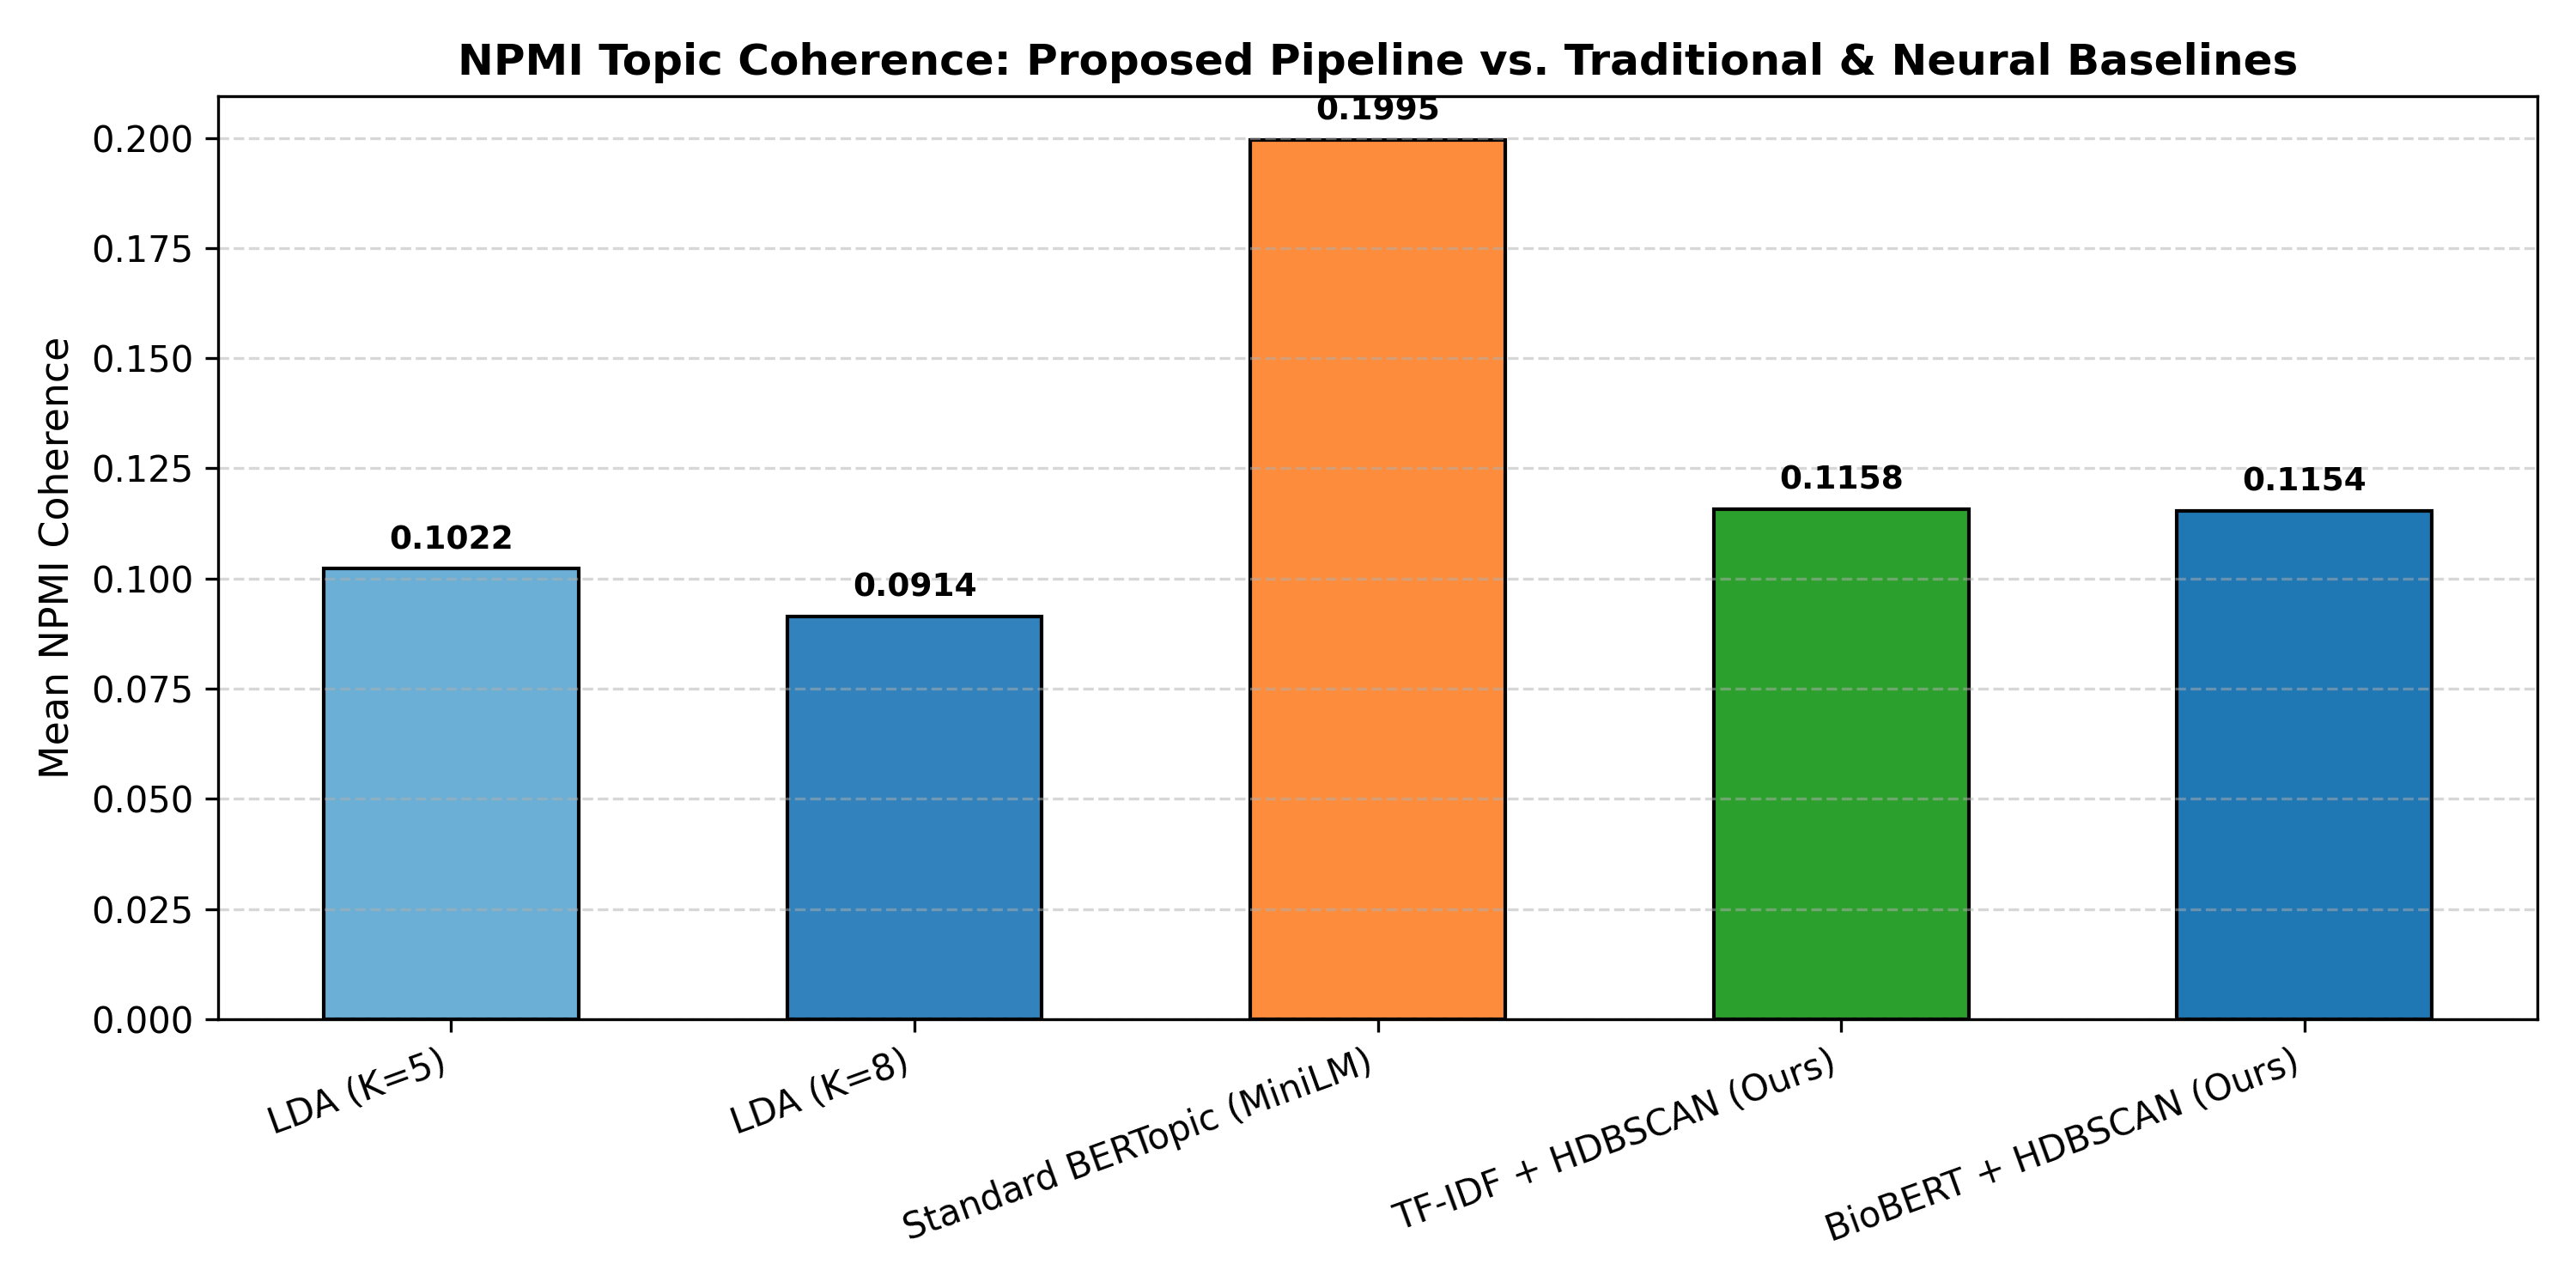 NPMI Topic Coherence: Proposed Pipeline vs. Traditional & Neural Baselines
Mean NPMI Coherence
0.200
0.175
0.150
0.125
0.100
0.075
0.050
0.025
0.000
0.1022
0.0914
0.1995
0.1158
0.1154
LDA (K=5)
LDA (K=8)
Standard BERTopic (MiniLM)
TF-IDF + HDBSCAN (Ours)
BioBERT + HDBSCAN (Ours)